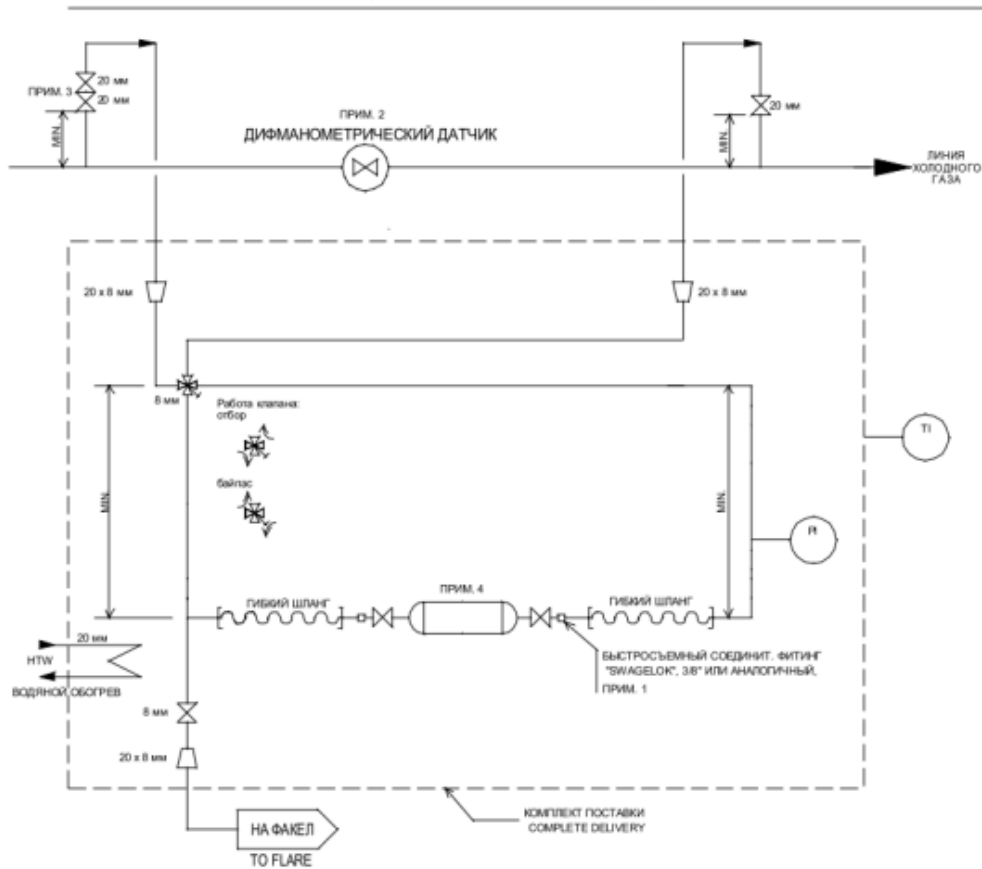 20 мм
ПРИМ. 3
20 мм
MIN.
ПРИМ. 2
ДИФМАНОМЕТРИЧЕСКИЙ ДАТЧИК
20 мм
MIN.
ЛИНИЯ
ХОЛОДНОГО
ГАЗА
20 x 8 мм
20 x 8 мм
8 мм
Работа клапана:
отбор
байпас
MIN.
MIN.
TI
PI
ПРИМ. 4
ГИБКИЙ ШЛАНГ
ГИБКИЙ ШЛАНГ
20 мм
HTW
ВОДЯНОЙ ОБОГРЕВ
БЫСТРОСЪЕМНЫЙ СОЕДИНИТ. ФИТИНГ
"SWAGELOK", 3/8" ИЛИ АНАЛОГИЧНЫЙ,
ПРИМ. 1
8 мм
20 x 8 мм
НА ФАКЕЛ
TO FLARE
КОМПЛЕКТ ПОСТАВКИ
COMPLETE DELIVERY